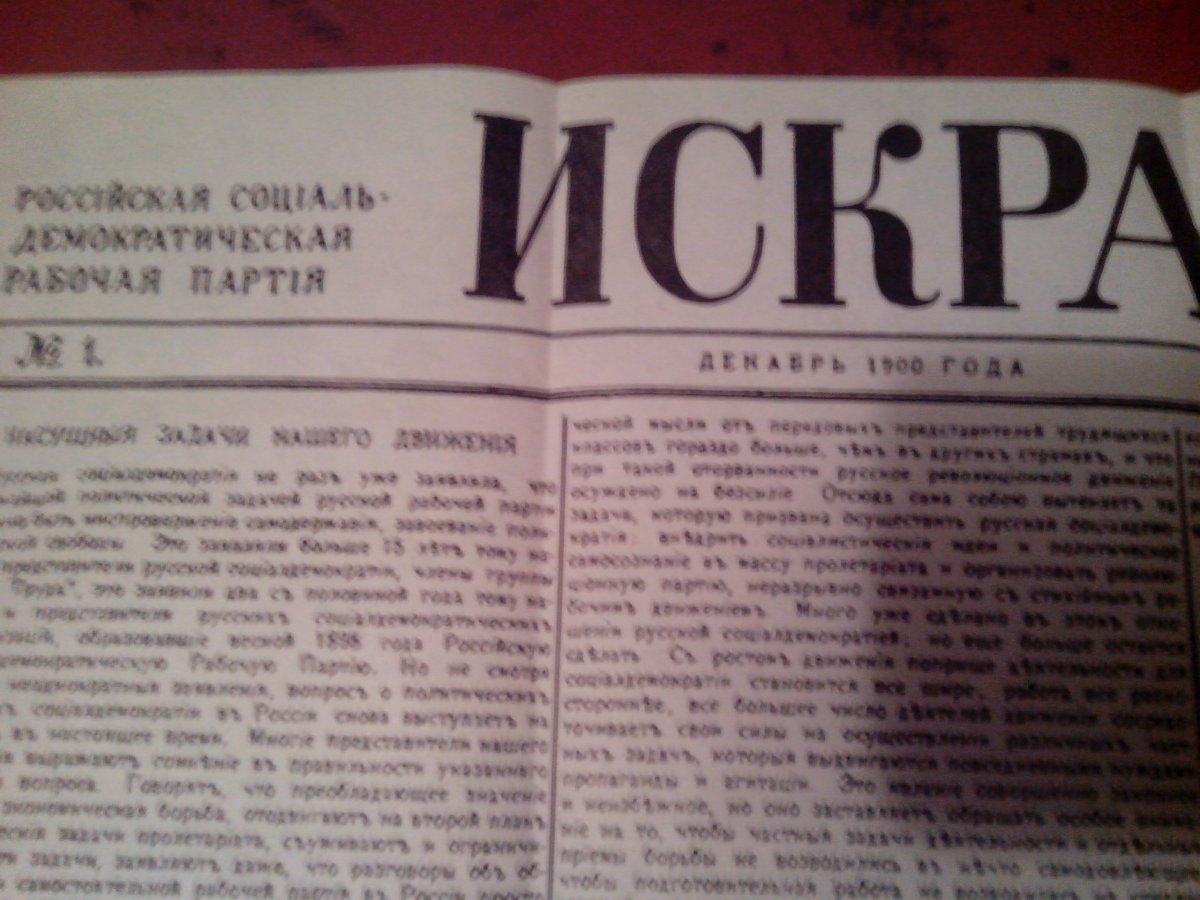 РОССІЙСКАЯ СОЦІАЛЬ-
ДЕМОКРАТИЧЕСКАЯ
РАБОЧАЯ ПАРТІЯ
ИСКРА
№ 1.
ДЕКАБРЬ 1900 ГОДА
НАСУЩНЫЯ ЗАДАЧИ НАШЕГО ДВИЖЕНІЯ
соціалдемократія не разъ уже заявляла, что
политической задачей русской рабочей партіи
быть ниспроверженіе самодержавія, завоеваніе поли-
свободы. Это заявляли больше 15 лѣтъ тому на-
представители русской соціалдемократіи, члены группы
Труда", это заявили два съ половиной года тому на-
и представители русскихъ соціалдемократическихъ
образовавшіе весной 1898 года Россійскую
Рабочую Партію. Но не смотря
неоднократныя заявленія, вопросъ о политическихъ
соціалдемократіи въ Россіи снова выступаетъ на
въ настоящее время. Многіе представители нашего
выражаютъ сомнѣніе въ правильности указаннаго
вопроса. Говорятъ, что преобладающее значеніе
экономическая борьба, отодвигаютъ на второй планъ
задачи пролетаріата, съуживаютъ и ограничи-
задачи, заявляютъ даже, что разговоры объ об-
самостоятельной рабочей партіи въ Россіи просто
ческой мысли отъ передовыхъ представителей трудящихся
классовъ гораздо больше, чѣмъ въ другихъ странахъ, и что
при такой оторванности русское революціонное движеніе
осуждено на безсиліе. Отсюда сама собою вытекаетъ та
задача, которую призвана осуществить русская соціалдемо-
кратія: внѣдрить соціалистическія идеи и политическое
самосознаніе въ массу пролетаріата и организовать револю-
ціонную партію, неразрывно связанную съ стихійнымъ ра-
бочимъ движеніемъ. Много уже сдѣлано въ этомъ отно-
шеніи русской соціалдемократіей; но еще больше остается
сдѣлать. Съ ростомъ движенія поприще дѣятельности для
соціалдемократіи становится все шире, работа все разно-
стороннѣе, все большее число дѣятелей движенія сосредо-
точиваетъ свои силы на осуществленіи различныхъ част-
ныхъ задачъ, которыя выдвигаются повседневными нуждами
пропаганды и агитаціи. Это явленіе совершенно законное
и неизбѣжное, но оно заставляетъ обращать особое внима-
ніе на то, чтобы частныя задачи дѣятельности и отдѣльные
пріемы борьбы не возводились въ нѣчто самодовлѣющее,
чтобы подготовительная работа не возводилась